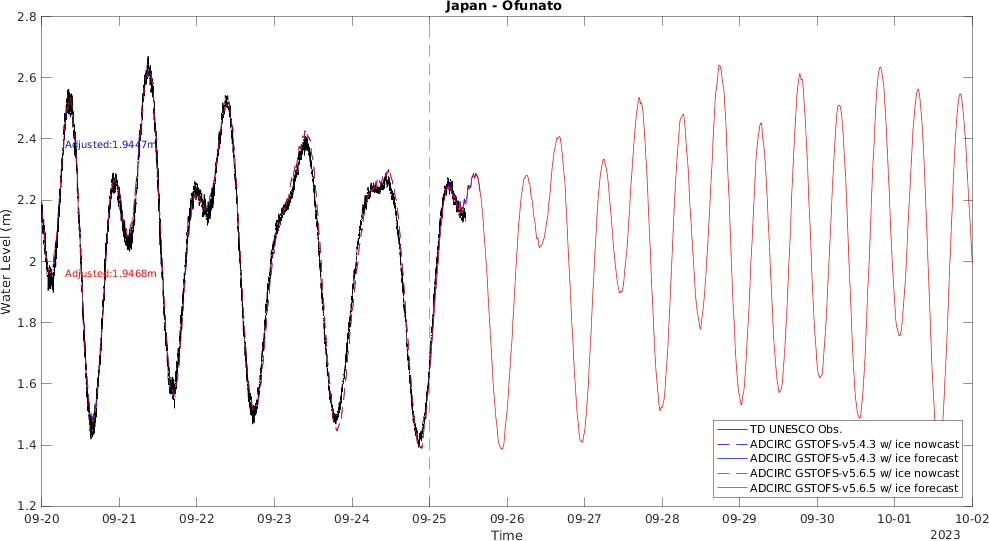 Japan - Ofunato
2.8
2.6
2.4
2.2
2
1.8
1.6
1.4
1.2
Water Level (m)
Adjusted:1.9447m
Adjusted:1.9468m
TD UNESCO Obs.
ADCIRC GSTOFS-v5.4.3 w/ ice nowcast
ADCIRC GSTOFS-v5.4.3 w/ ice forecast
ADCIRC GSTOFS-v5.6.5 w/ ice nowcast
ADCIRC GSTOFS-v5.6.5 w/ ice forecast
09-20 09-21 09-22 09-23 09-24 09-25 09-26 09-27 09-28 09-29 09-30 10-01 10-02
Time
2023